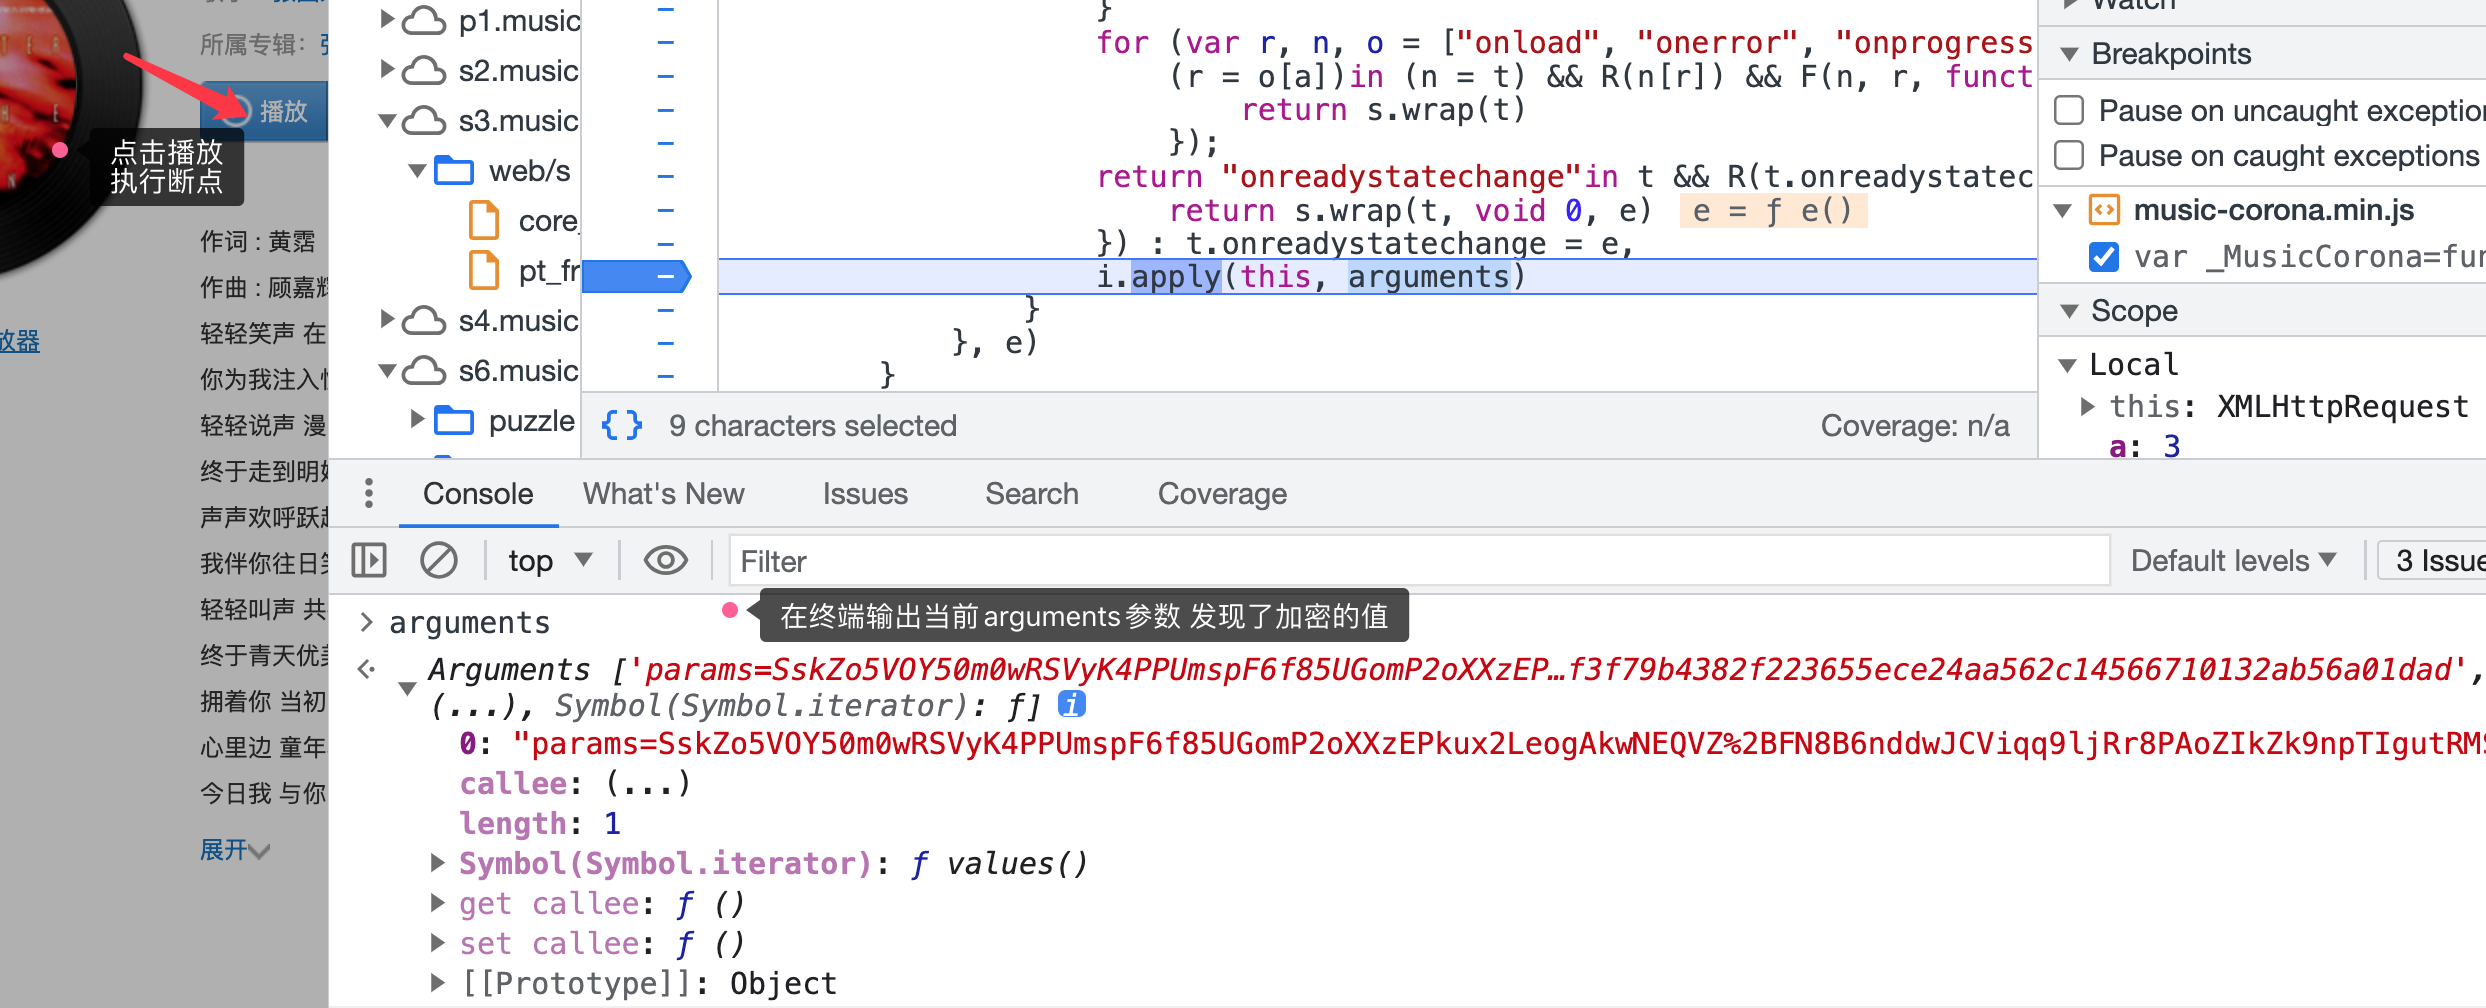 所属专辑：
播放
点击播放
执行断点
作词 : 黄霑
作曲 : 顾嘉辉
放器
轻轻笑声 在
你为我注入
轻轻说声 漫
终于走到明
声声欢呼跃起
我伴你往日笑
轻轻叫声 共
终于青天优美
拥着你 当初
心里边 童年
今日我 与你
展开
p1.music
s2.music
s3.music
web/s
core_
pt_fr
s4.music
s6.music
puzzle
}
for (var r, n, o = ["onload", "onerror", "onprogress
(r = o[a])in (n = t) && R(n[r]) && F(n, r, funct
return s.wrap(t)
});
return "onreadystatechange"in t && R(t.onreadystatec
return s.wrap(t, void 0, e) e = ƒ e()
}) : t.onreadystatechange = e,
i.apply(this, arguments)
}
}, e)
}
{} 9 characters selected
Coverage: n/a
Watch
Breakpoints
Pause on uncaught exception
Pause on caught exceptions
music-corona.min.js
var _MusicCorona=fun
Scope
Local
this: XMLHttpRequest
a: 3
Console What's New Issues Search Coverage
top Filter Default levels 3 Issue
arguments
在终端输出当前arguments参数 发现了加密的值
Arguments ['params=SskZo5VOY50m0wRSVyK4PPUmspF6f85UGomP2oXXzEP…f3f79b4382f223655ece24aa562c14566710132ab56a01dad',
(...), Symbol(Symbol.iterator): ƒ] i
0: "params=SskZo5VOY50m0wRSVyK4PPUmspF6f85UGomP2oXXzEPkux2LeogAkwNEQVZ%2BFN8B6nddwJCViqq9ljRr8PAoZIkZk9npTIgutRMS
callee: (...)
length: 1
Symbol(Symbol.iterator): ƒ values()
get callee: ƒ ()
set callee: ƒ ()
[[Prototype]]: Object